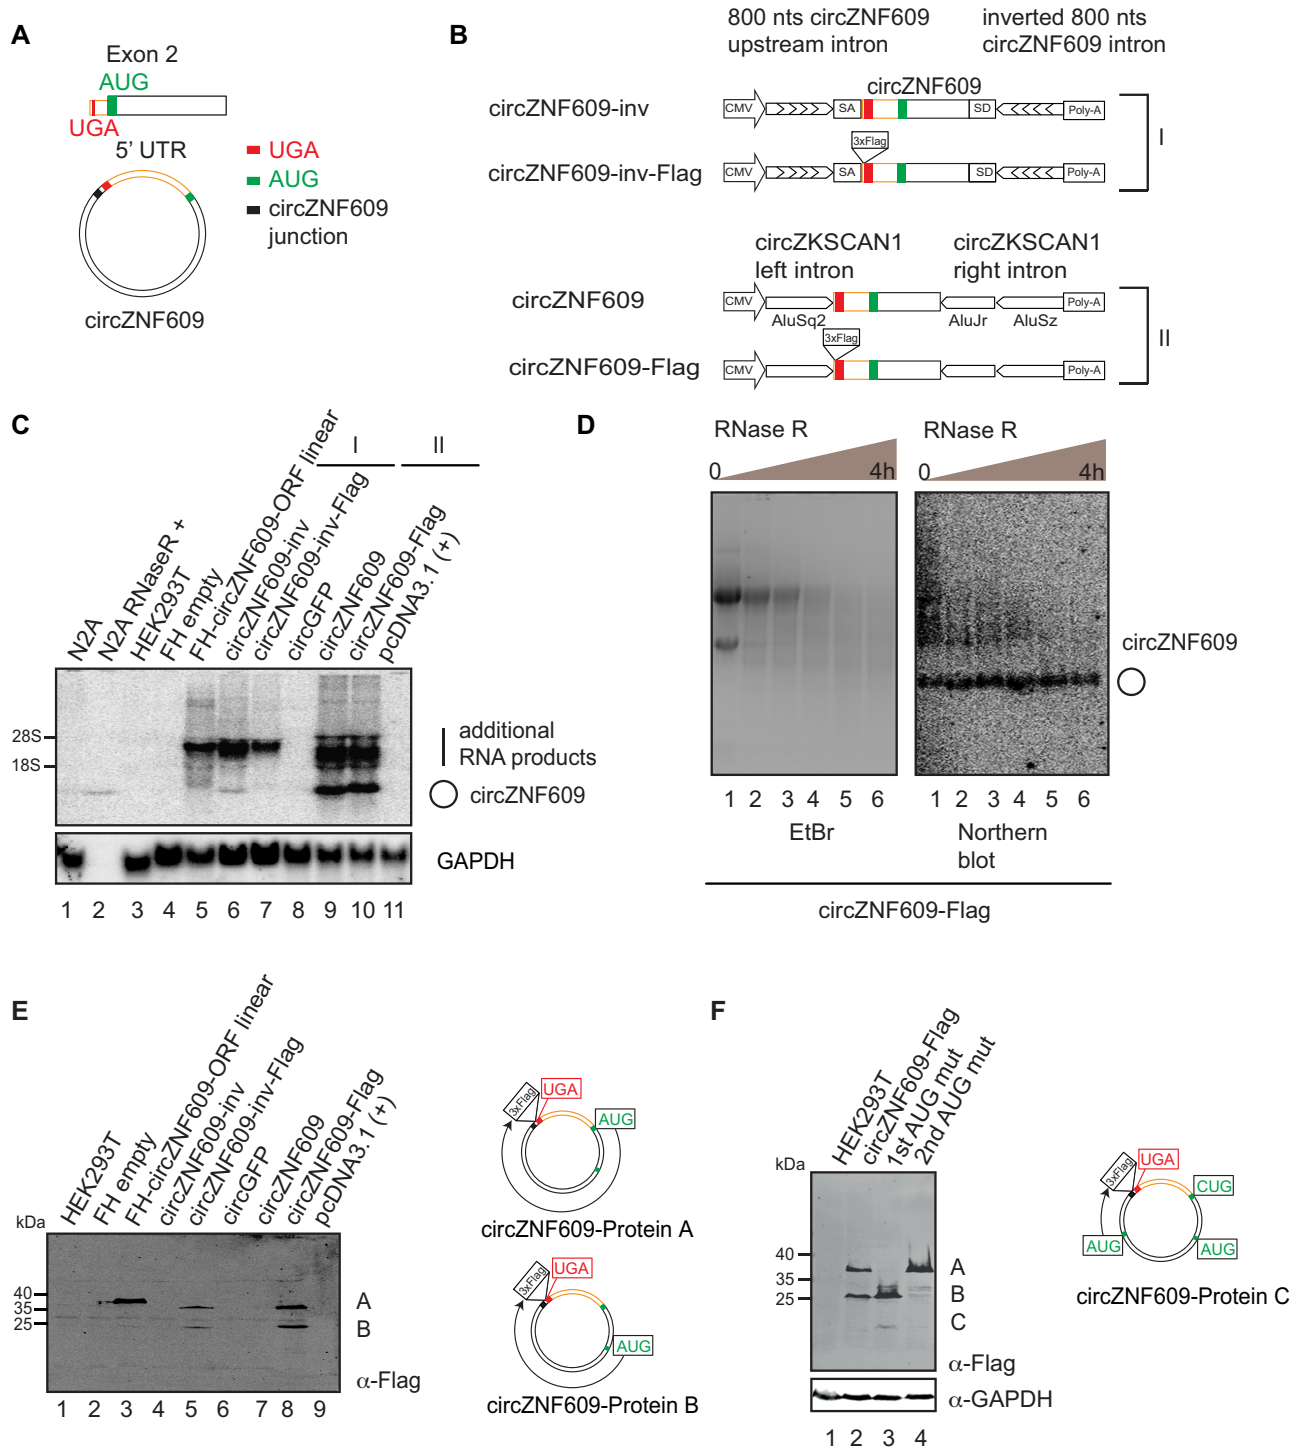 A
Exon 2
AUG
UGA
5' UTR
UGA
AUG
circZNF609
junction
circZNF609
B
800 nts circZNF609
upstream intron
inverted 800 nts
circZNF609 intron
circZNF609
circZNF609-inv
CMV
SA
SD
Poly-A
I
3xFlag
circZNF609-inv-Flag
CMV
SA
SD
Poly-A
circZKSCAN1
left intron
circZKSCAN1
right intron
circZNF609
CMV
Poly-A
AluSq2
AluJr
AluSz
II
3xFlag
circZNF609-Flag
CMV
Poly-A
C
I
II
N2A
N2A RNaseR +
HEK293T
FH empty
FH-circZNF609-ORF linear
circZNF609-inv
circZNF609-inv-Flag
circGFP
circZNF609
circZNF609-Flag
pcDNA3.1 (+)
28S
18S
additional
RNA products
circZNF609
GAPDH
1 2 3 4 5 6 7 8 9 10 11
D
RNase R
0
4h
RNase R
0
4h
circZNF609
1 2 3 4 5 6
EtBr
1 2 3 4 5 6
Northern
blot
circZNF609-Flag
E
HEK293T
FH empty
FH-circZNF609-ORF linear
circZNF609-inv
circZNF609-inv-Flag
circGFP
circZNF609
circZNF609-Flag
pcDNA3.1 (+)
kDa
40
35
25
A
B
α-Flag
1 2 3 4 5 6 7 8 9
3xFlag
UGA
AUG
circZNF609-Protein A
3xFlag
UGA
AUG
circZNF609-Protein B
F
HEK293T
circZNF609-Flag
1st AUG mut
2nd AUG mut
kDa
40
35
25
A
B
C
α-Flag
α-GAPDH
1 2 3 4
3xFlag
UGA
CUG
AUG
AUG
circZNF609-Protein C